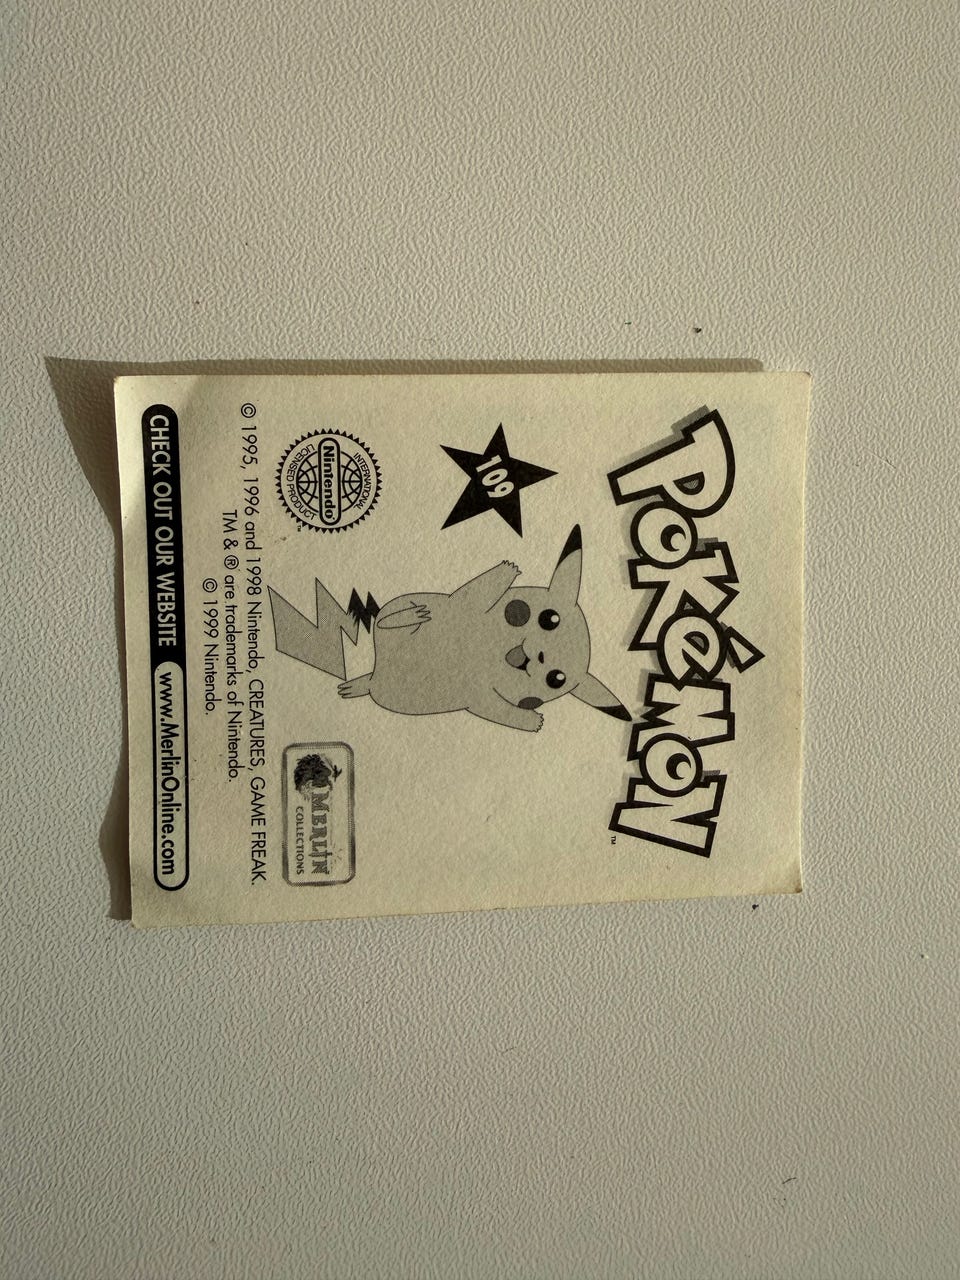 POKéMON™
109
INTERNATIONAL
Nintendo®
LICENSED PRODUCT
™
MERLIN
COLLECTIONS
© 1995, 1996 and 1998 Nintendo, CREATURES, GAME FREAK.
TM & ® are trademarks of Nintendo.
© 1999 Nintendo.
CHECK OUT OUR WEBSITE www.MerlinOnline.com